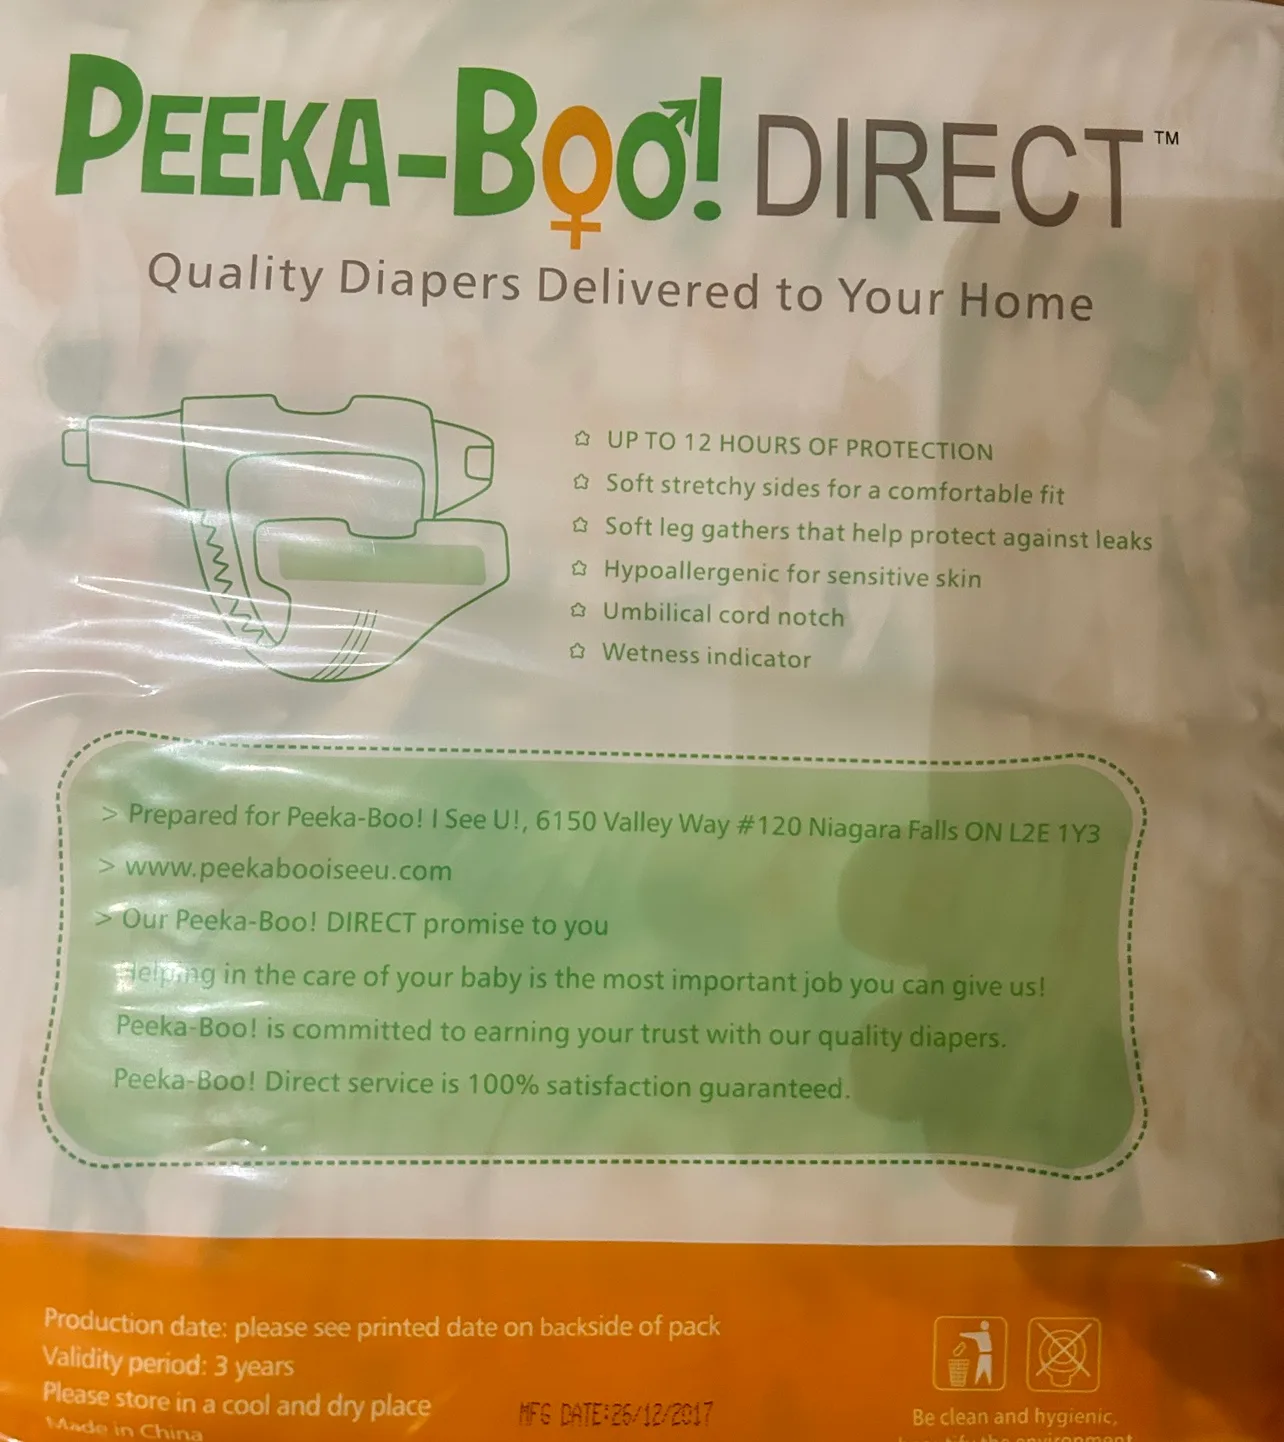 PEEKA-BOO! DIRECT™
Quality Diapers Delivered to Your Home
UP TO 12 HOURS OF PROTECTION
Soft stretchy sides for a comfortable fit
Soft leg gathers that help protect against leaks
Hypoallergenic for sensitive skin
Umbilical cord notch
Wetness indicator
> Prepared for Peeka-Boo! I See U!, 6150 Valley Way #120 Niagara Falls ON L2E 1Y3
> www.peekabooiseeu.com
> Our Peeka-Boo! DIRECT promise to you
Helping in the care of your baby is the most important job you can give us!
Peeka-Boo! is committed to earning your trust with our quality diapers.
Peeka-Boo! Direct service is 100% satisfaction guaranteed.
Production date: please see printed date on backside of pack
Validity period: 3 years
Please store in a cool and dry place
Made in China
MFG DATE:26/12/2017
Be clean and hygienic,
the environment